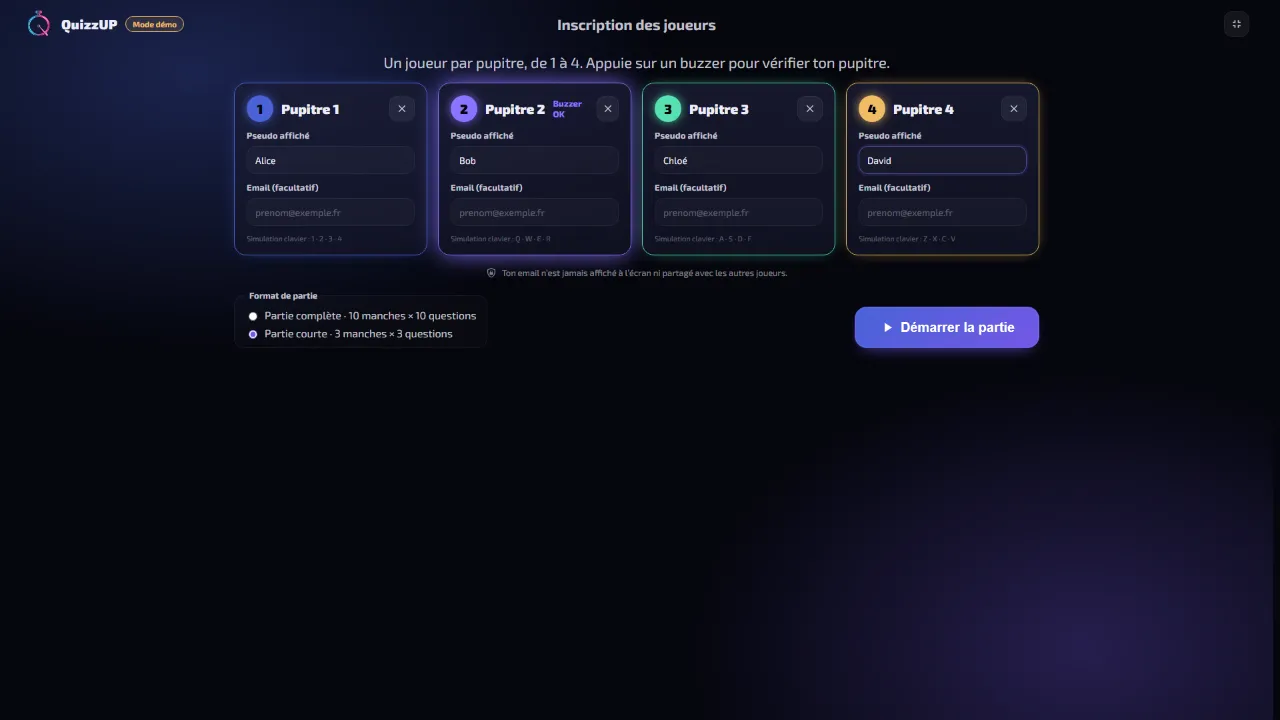 QuizzUP Mode démo
Inscription des joueurs
Un joueur par pupitre, de 1 à 4. Appuie sur un buzzer pour vérifier ton pupitre.
1 Pupitre 1
Pseudo affiché
Alice
Email (facultatif)
prenom@exemple.fr
Simulation clavier : 1 · 2 · 3 · 4
2 Pupitre 2 Buzzer
OK
Pseudo affiché
Bob
Email (facultatif)
prenom@exemple.fr
Simulation clavier : Q · W · E · R
3 Pupitre 3
Pseudo affiché
Chloé
Email (facultatif)
prenom@exemple.fr
Simulation clavier : A · S · D · F
4 Pupitre 4
Pseudo affiché
David
Email (facultatif)
prenom@exemple.fr
Simulation clavier : Z · X · C · V
Ton email n'est jamais affiché à l'écran ni partagé avec les autres joueurs.
Format de partie
Partie complète · 10 manches × 10 questions
Partie courte · 3 manches × 3 questions
Démarrer la partie